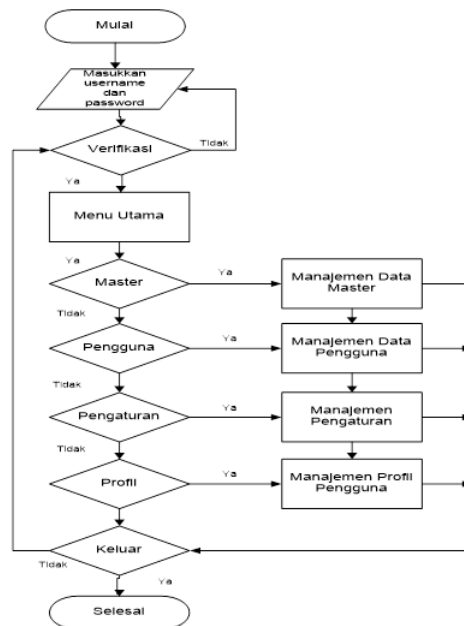 Mulai
Masukkan
username
dan
password
Verifikasi
Tidak
Ya
Menu Utama
Ya
Master
Ya
Manajemen Data
Master
Tidak
Pengguna
Ya
Manajemen Data
Pengguna
Tidak
Pengaturan
Ya
Manajemen
Pengaturan
Tidak
Profil
Ya
Manajemen Profil
Pengguna
Keluar
Tidak
Ya
Selesai